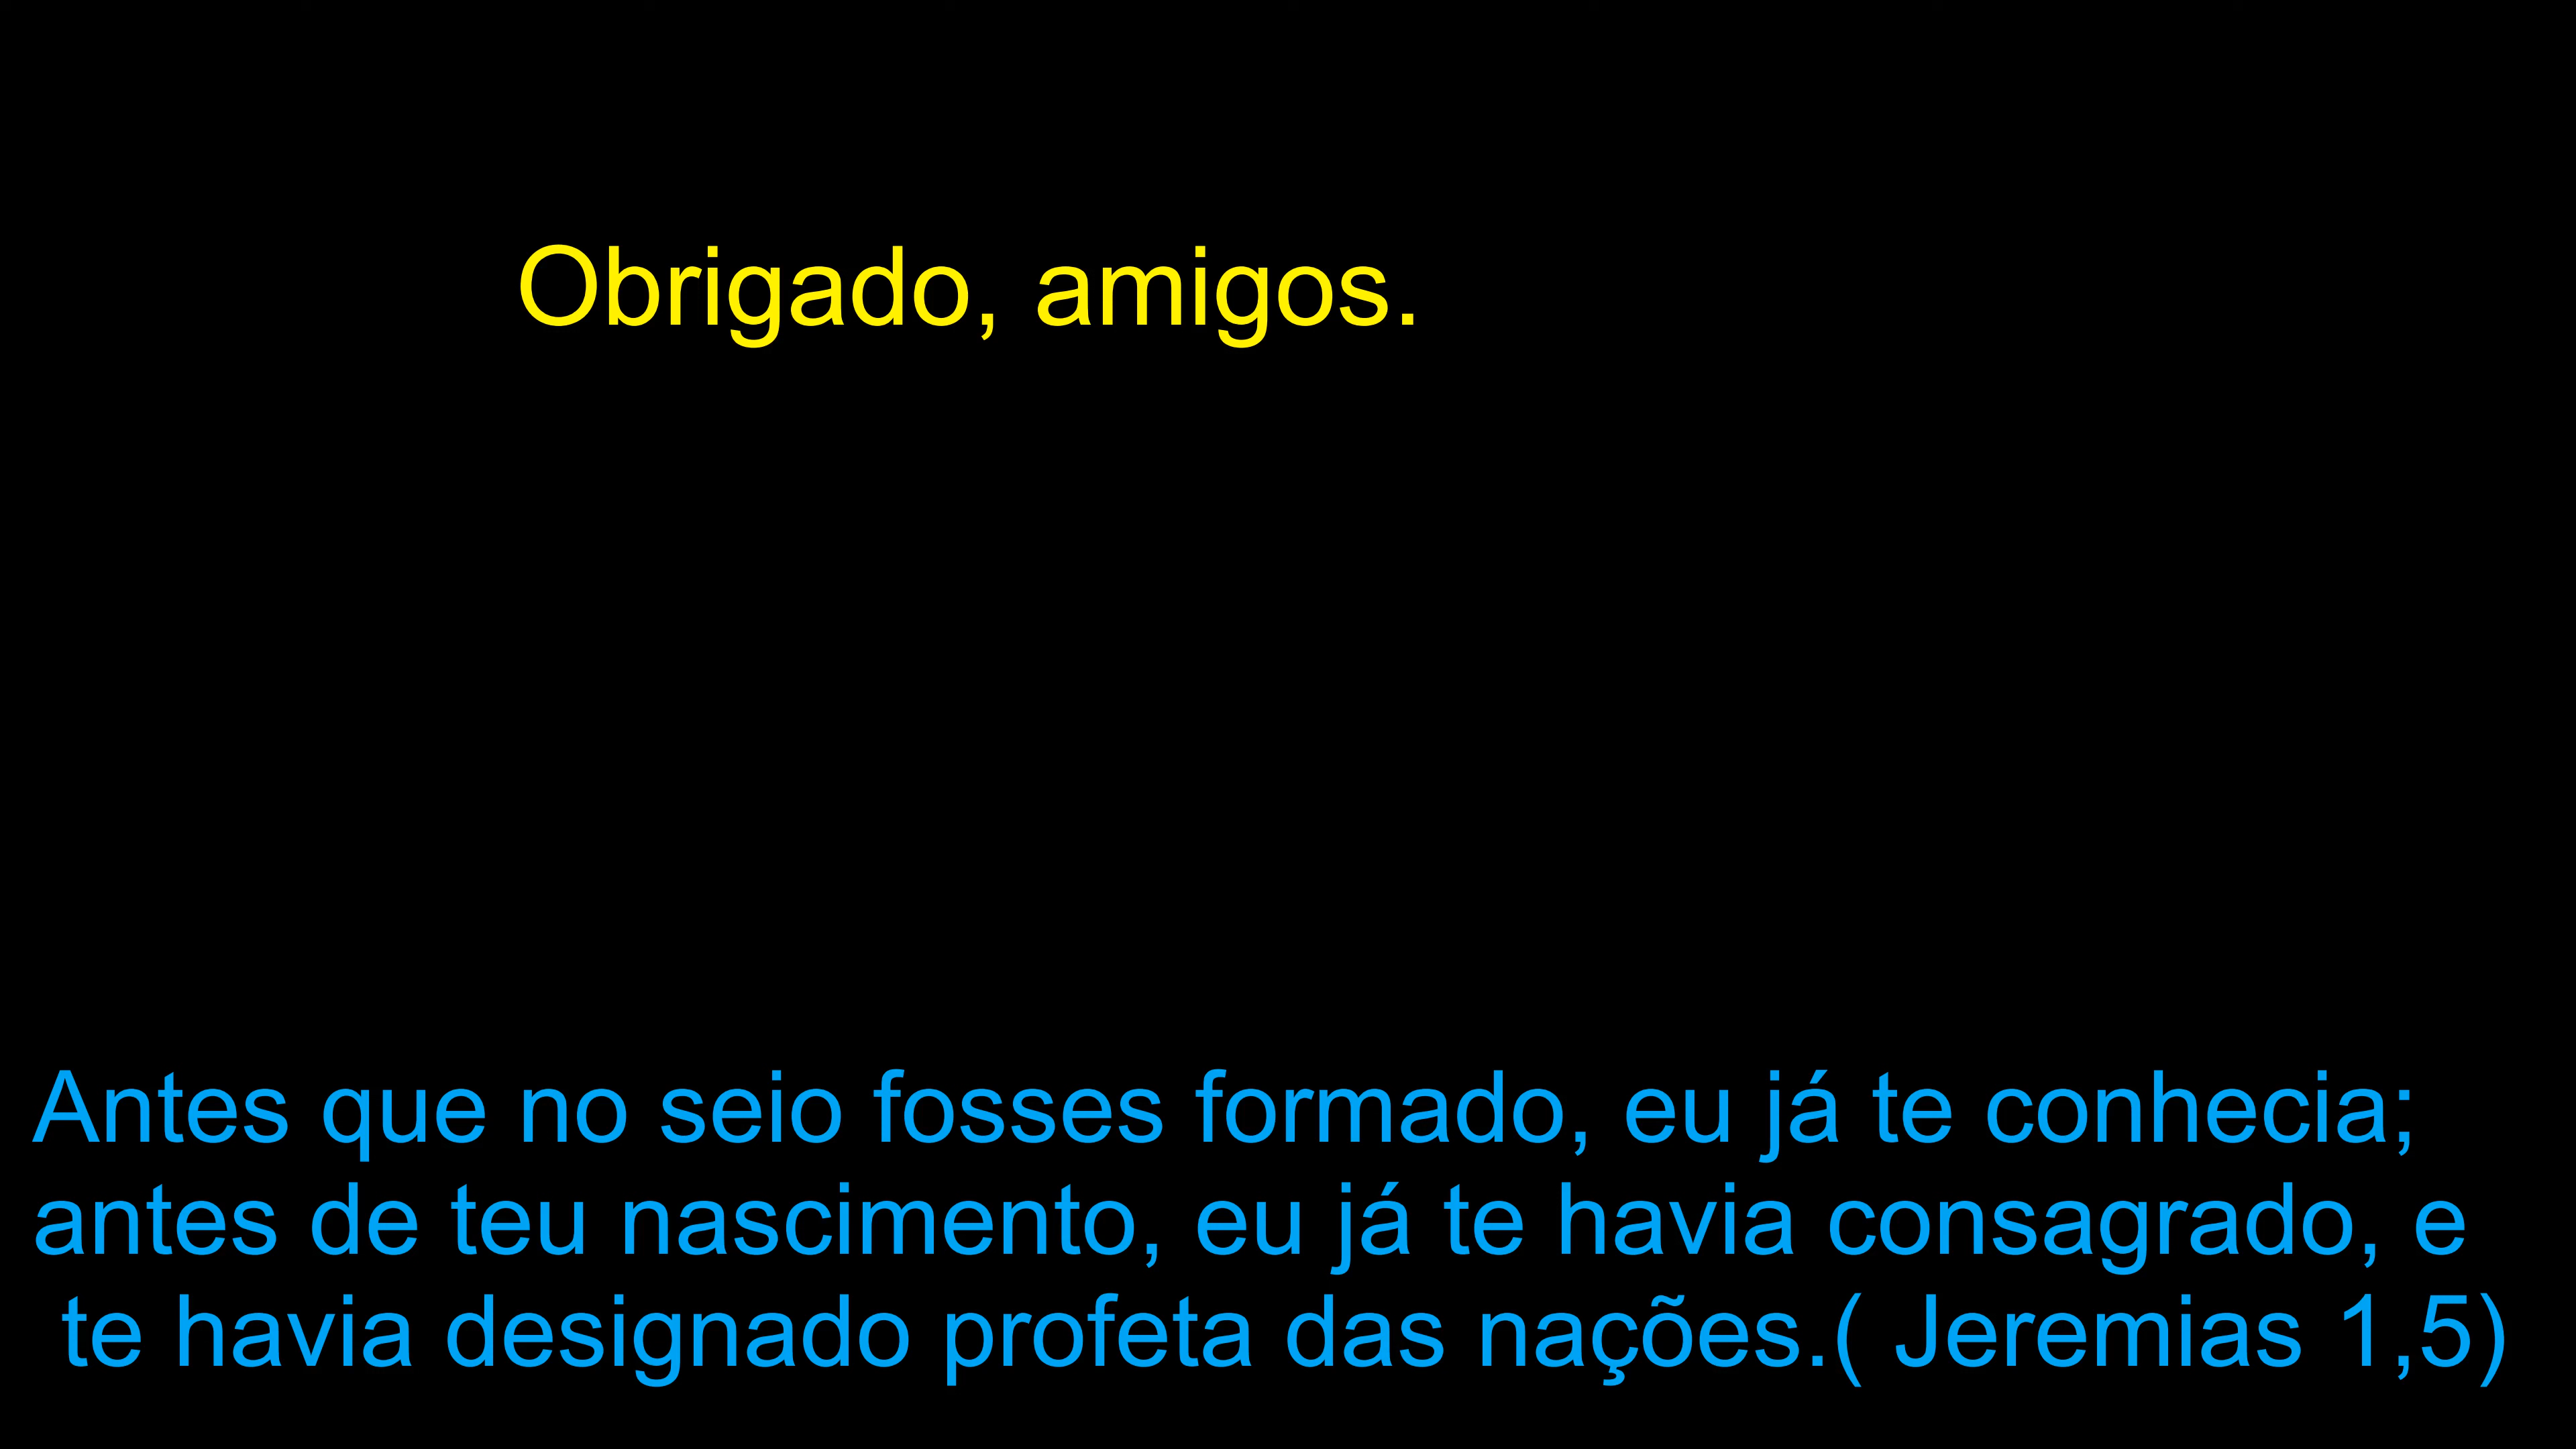 Obrigado, amigos.
Antes que no seio fosses formado, eu já te conhecia;
antes de teu nascimento, eu já te havia consagrado, e
te havia designado profeta das nações.( Jeremias 1,5)